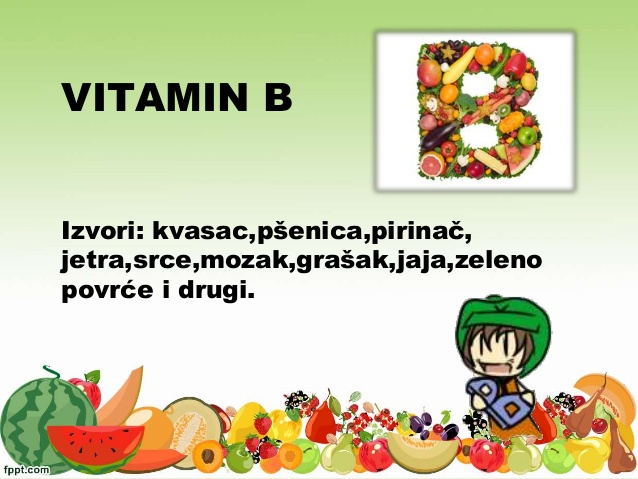 VITAMIN B
Izvori: kvasac,pšenica,pirinač,
jetra,srce,mozak,grašak,jaja,zeleno
povrće i drugi.
fppt.com